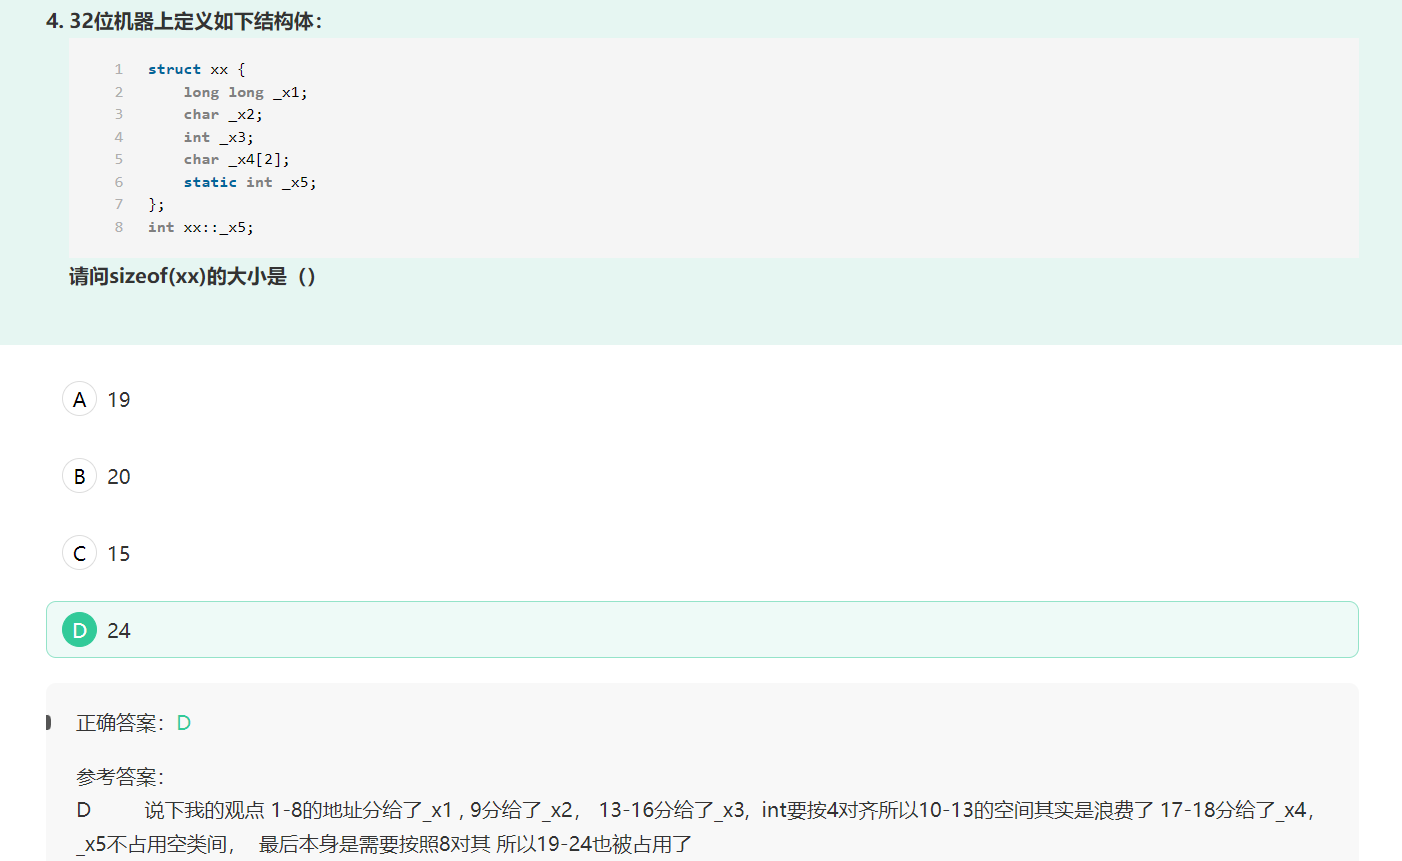 4. 32位机器上定义如下结构体：
1 struct xx {
2 long long _x1;
3 char _x2;
4 int _x3;
5 char _x4[2];
6 static int _x5;
7 };
8 int xx::_x5;
请问sizeof(xx)的大小是（）
A 19
B 20
C 15
D 24
正确答案：D
参考答案：
D 说下我的观点 1-8的地址分给了_x1 , 9分给了_x2， 13-16分给了_x3，int要按4对齐所以10-13的空间其实是浪费了 17-18分给了_x4，
_x5不占用空类间， 最后本身是需要按照8对其 所以19-24也被占用了